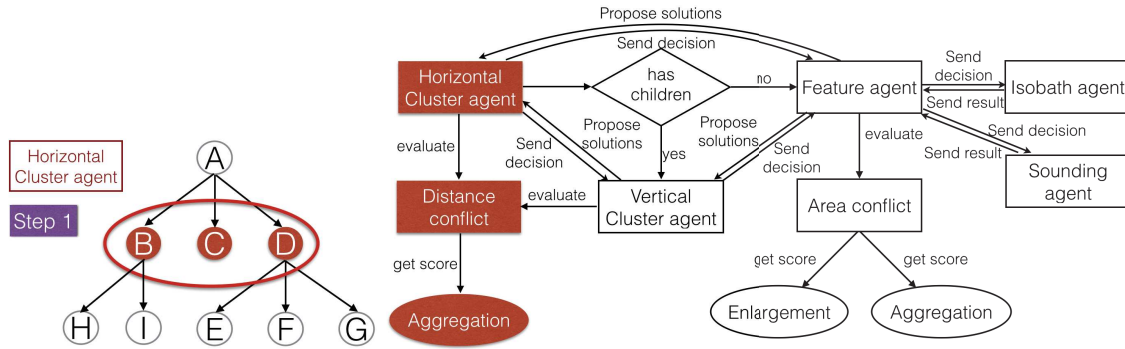 Horizontal
Cluster agent
Step 1
A
B
C
D
H
I
E
F
G
Propose solutions
Send decision
Horizontal
Cluster agent
has
children
no
Feature agent
Send
decision
Send result
Isobath agent
evaluate
Send
decision
Propose
solutions
yes
Propose
solutions
Send
decision
evaluate
Send decision
Send result
Sounding
agent
Distance
conflict
evaluate
Vertical
Cluster agent
Area conflict
get score
get score
get score
Aggregation
Enlargement
Aggregation